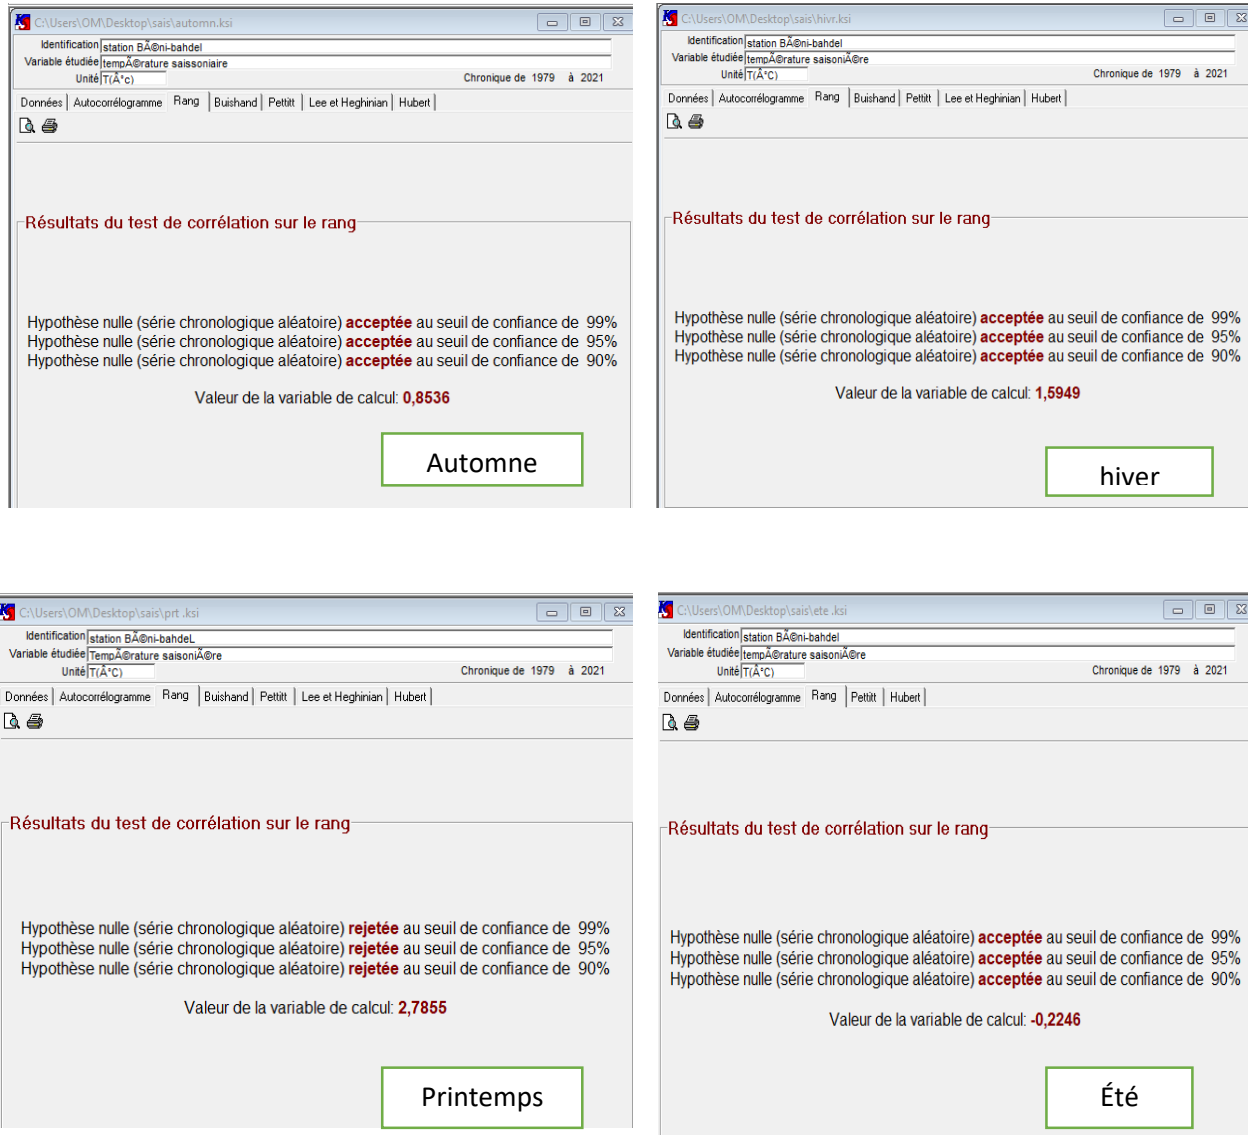 C:\Users\OM\Desktop\sais\automn.ksi
Identification station BÃ©ni-bahdel
Variable étudiée tempÃ©rature saissoniaire
Unité T(Â°c) Chronique de 1979 à 2021
Données Autocorrélogramme Rang Buishand Pettitt Lee et Heghinian Hubert
Résultats du test de corrélation sur le rang
Hypothèse nulle (série chronologique aléatoire) acceptée au seuil de confiance de 99%
Hypothèse nulle (série chronologique aléatoire) acceptée au seuil de confiance de 95%
Hypothèse nulle (série chronologique aléatoire) acceptée au seuil de confiance de 90%
Valeur de la variable de calcul: 0,8536
Automne
C:\Users\OM\Desktop\sais\hivr.ksi
Identification station BÃ©ni-bahdel
Variable étudiée tempÃ©rature saisoniÃ©re
Unité T(Â°C) Chronique de 1979 à 2021
Données Autocorrélogramme Rang Buishand Pettitt Lee et Heghinian Hubert
Résultats du test de corrélation sur le rang
Hypothèse nulle (série chronologique aléatoire) acceptée au seuil de confiance de 99%
Hypothèse nulle (série chronologique aléatoire) acceptée au seuil de confiance de 95%
Hypothèse nulle (série chronologique aléatoire) acceptée au seuil de confiance de 90%
Valeur de la variable de calcul: 1,5949
hiver
C:\Users\OM\Desktop\sais\prt .ksi
Identification station BÃ©ni-bahdeL
Variable étudiée TempÃ©rature saisoniÃ©re
Unité T(Â°C) Chronique de 1979 à 2021
Données Autocorrélogramme Rang Buishand Pettitt Lee et Heghinian Hubert
Résultats du test de corrélation sur le rang
Hypothèse nulle (série chronologique aléatoire) rejetée au seuil de confiance de 99%
Hypothèse nulle (série chronologique aléatoire) rejetée au seuil de confiance de 95%
Hypothèse nulle (série chronologique aléatoire) rejetée au seuil de confiance de 90%
Valeur de la variable de calcul: 2,7855
Printemps
C:\Users\OM\Desktop\sais\ete .ksi
Identification station BÃ©ni-bahdel
Variable étudiée tempÃ©rature saisoniÃ©re
Unité T(Â°C) Chronique de 1979 à 2021
Données Autocorrélogramme Rang Pettitt Hubert
Résultats du test de corrélation sur le rang
Hypothèse nulle (série chronologique aléatoire) acceptée au seuil de confiance de 99%
Hypothèse nulle (série chronologique aléatoire) acceptée au seuil de confiance de 95%
Hypothèse nulle (série chronologique aléatoire) acceptée au seuil de confiance de 90%
Valeur de la variable de calcul: -0,2246
Été